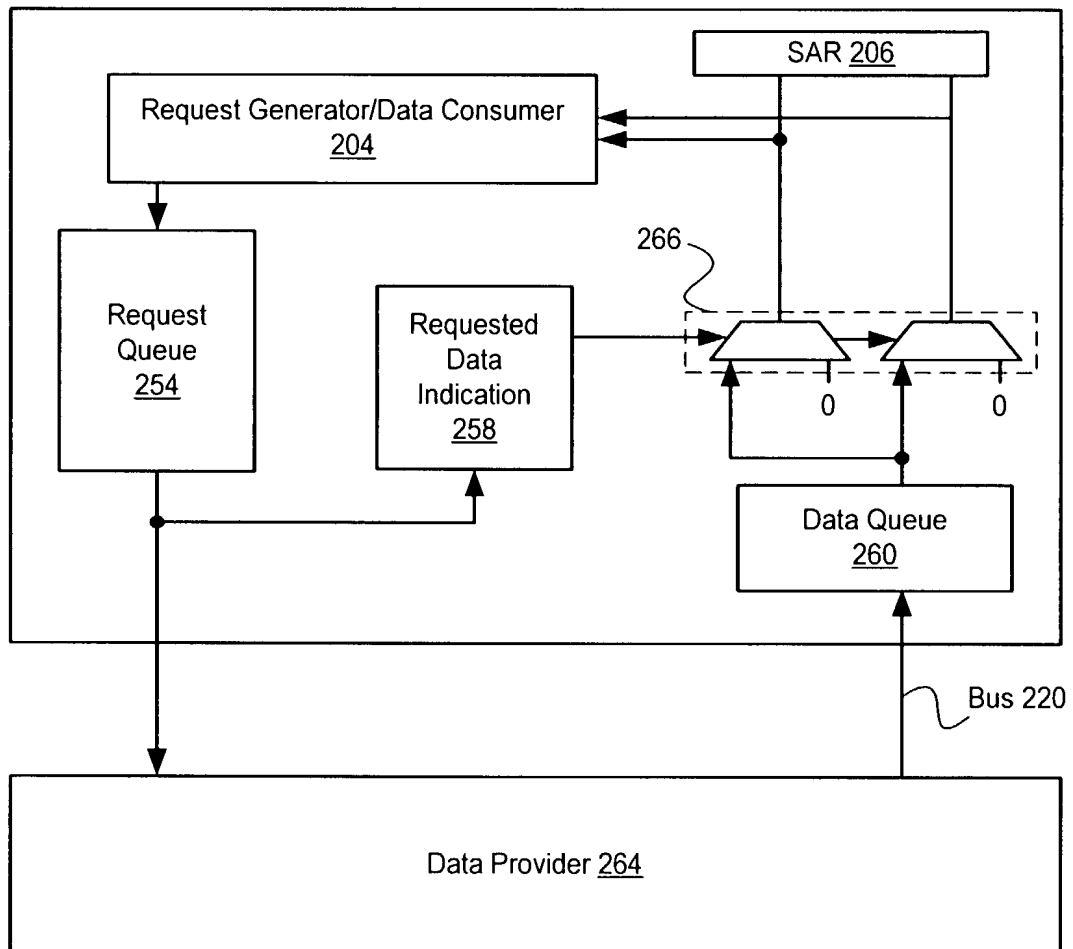 SAR 206
Request Generator/Data Consumer
204
266
Request
Queue
254
Requested
Data
Indication
258
0
0
Data Queue
260
Bus 220
Data Provider 264